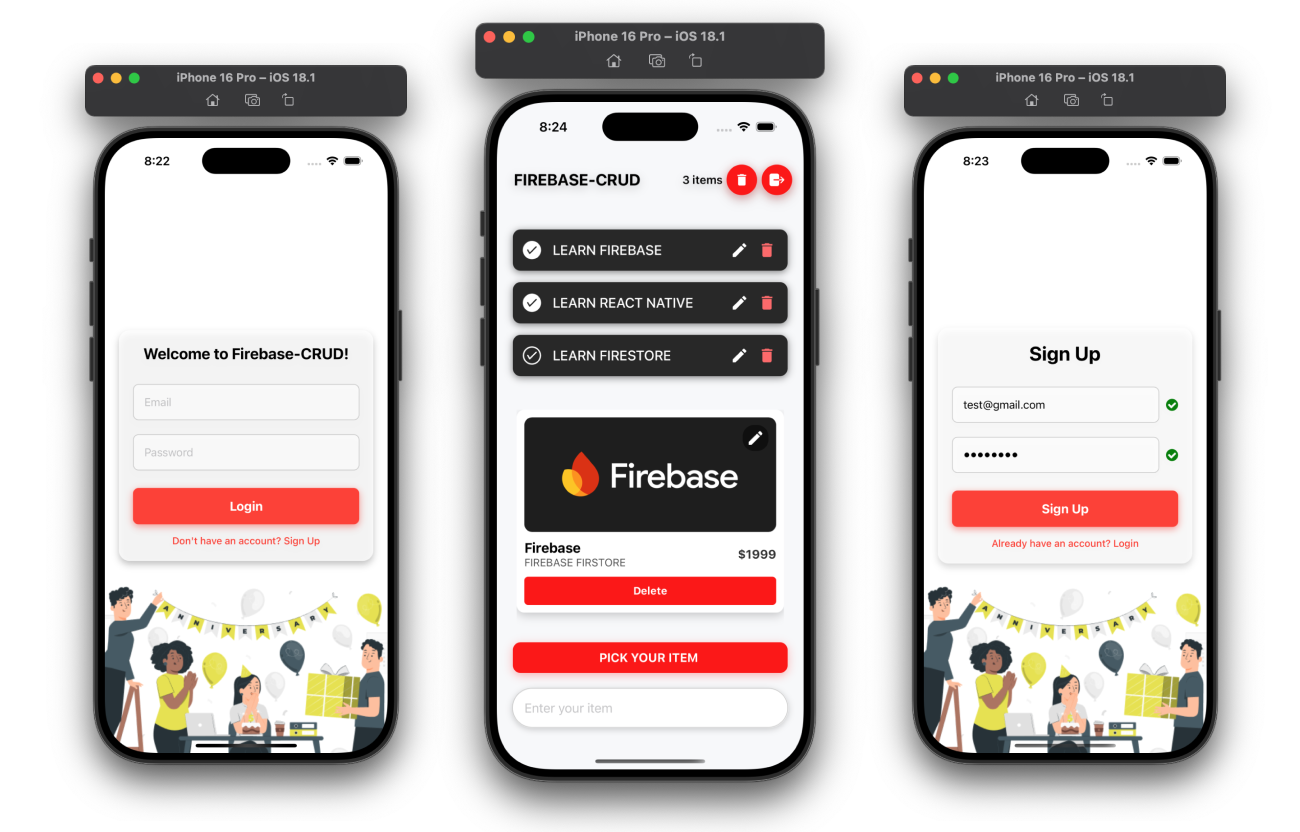 iPhone 16 Pro – iOS 18.1
8:22
Welcome to Firebase-CRUD!
Email
Password
Login
Don't have an account? Sign Up
ANNIVERSARY
iPhone 16 Pro – iOS 18.1
8:24
FIREBASE-CRUD
3 items
LEARN FIREBASE
LEARN REACT NATIVE
LEARN FIRESTORE
Firebase
Firebase
$1999
FIREBASE FIRSTORE
Delete
PICK YOUR ITEM
Enter your item
iPhone 16 Pro – iOS 18.1
8:23
Sign Up
test@gmail.com
••••••••
Sign Up
Already have an account? Login
ANNIVERSARY